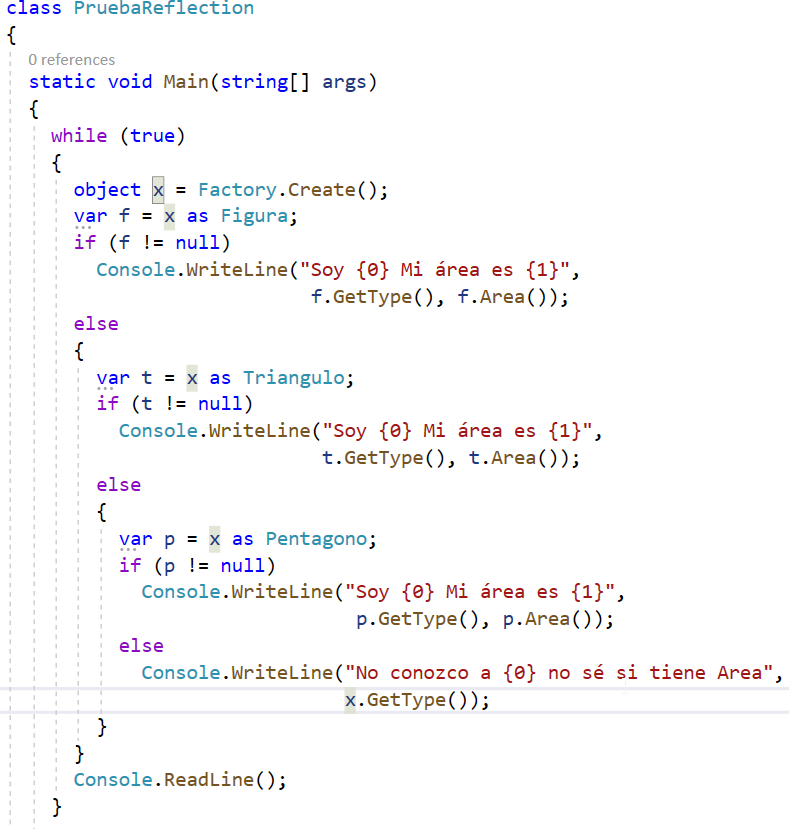 class PruebaReflection
{
0 references
static void Main(string[] args)
{
while (true)
{
object x = Factory.Create();
var f = x as Figura;
if (f != null)
Console.WriteLine("Soy {0} Mi área es {1}",
f.GetType(), f.Area());
else
{
var t = x as Triangulo;
if (t != null)
Console.WriteLine("Soy {0} Mi área es {1}",
t.GetType(), t.Area());
else
{
var p = x as Pentagono;
if (p != null)
Console.WriteLine("Soy {0} Mi área es {1}",
p.GetType(), p.Area());
else
Console.WriteLine("No conozco a {0} no sé si tiene Area",
x.GetType());
}
}
Console.ReadLine();
}